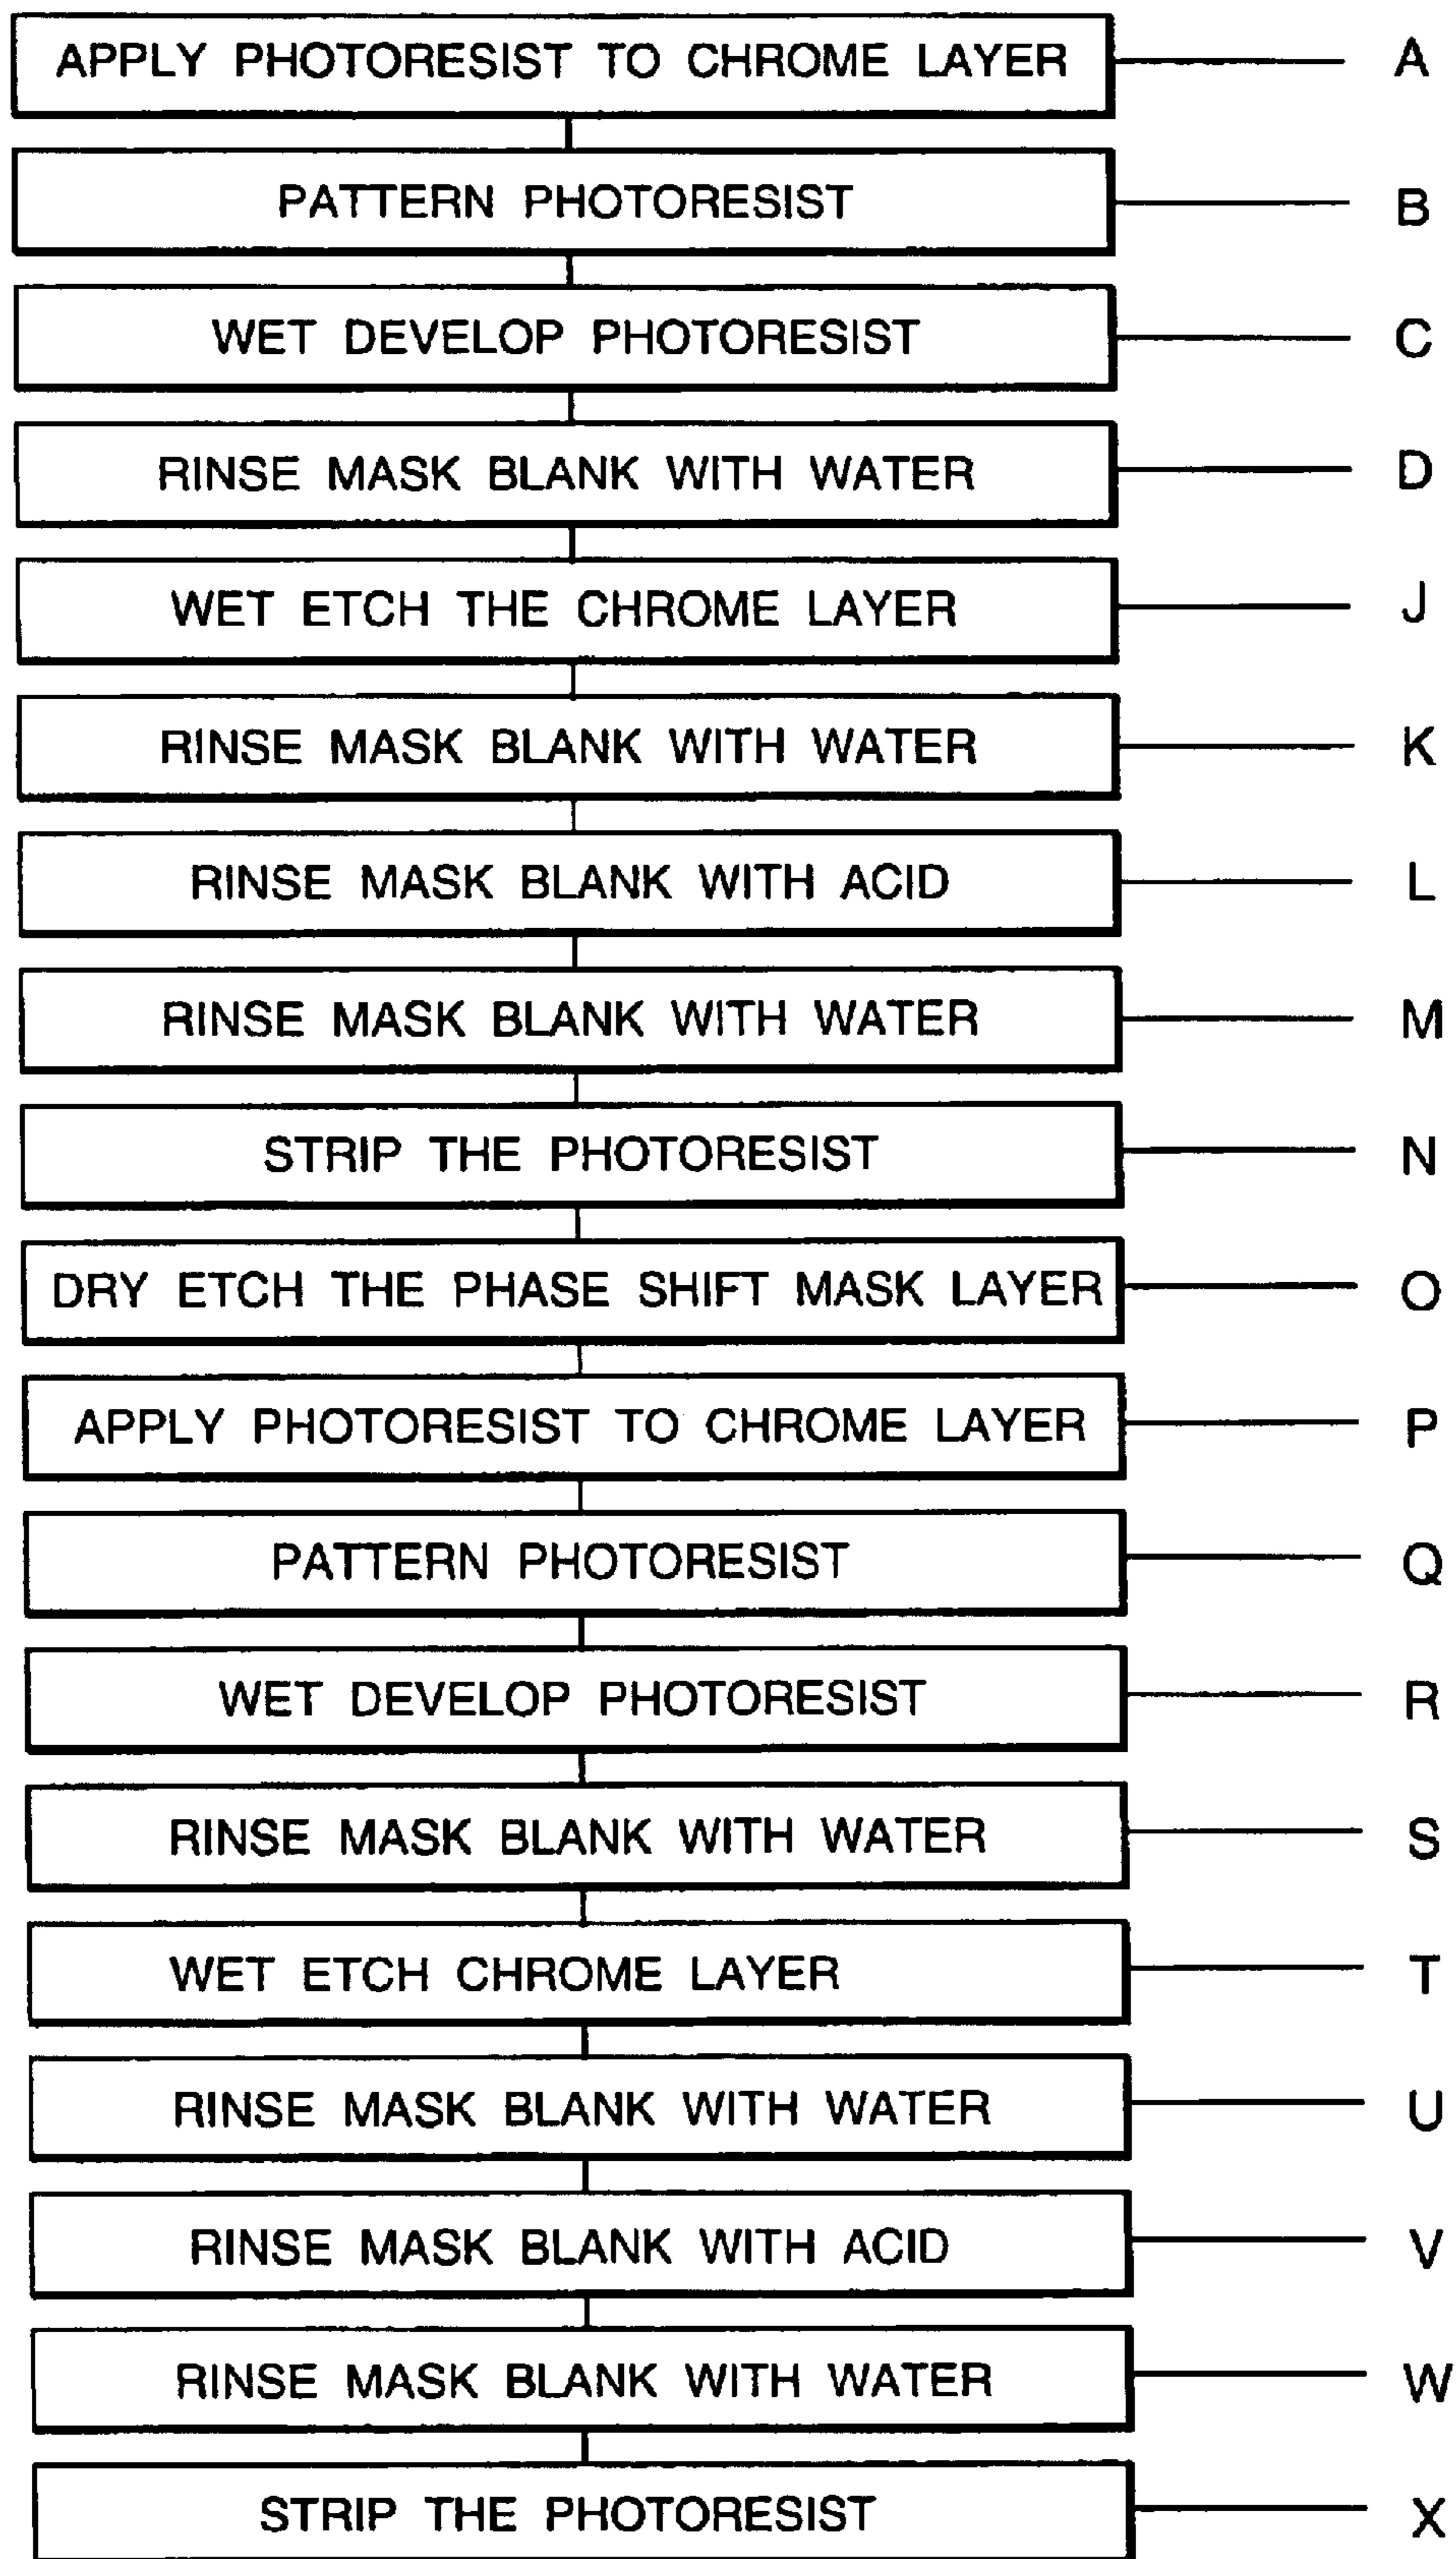 APPLY PHOTORESIST TO CHROME LAYER A
PATTERN PHOTORESIST B
WET DEVELOP PHOTORESIST C
RINSE MASK BLANK WITH WATER D
WET ETCH THE CHROME LAYER J
RINSE MASK BLANK WITH WATER K
RINSE MASK BLANK WITH ACID L
RINSE MASK BLANK WITH WATER M
STRIP THE PHOTORESIST N
DRY ETCH THE PHASE SHIFT MASK LAYER O
APPLY PHOTORESIST TO CHROME LAYER P
PATTERN PHOTORESIST Q
WET DEVELOP PHOTORESIST R
RINSE MASK BLANK WITH WATER S
WET ETCH CHROME LAYER T
RINSE MASK BLANK WITH WATER U
RINSE MASK BLANK WITH ACID V
RINSE MASK BLANK WITH WATER W
STRIP THE PHOTORESIST X